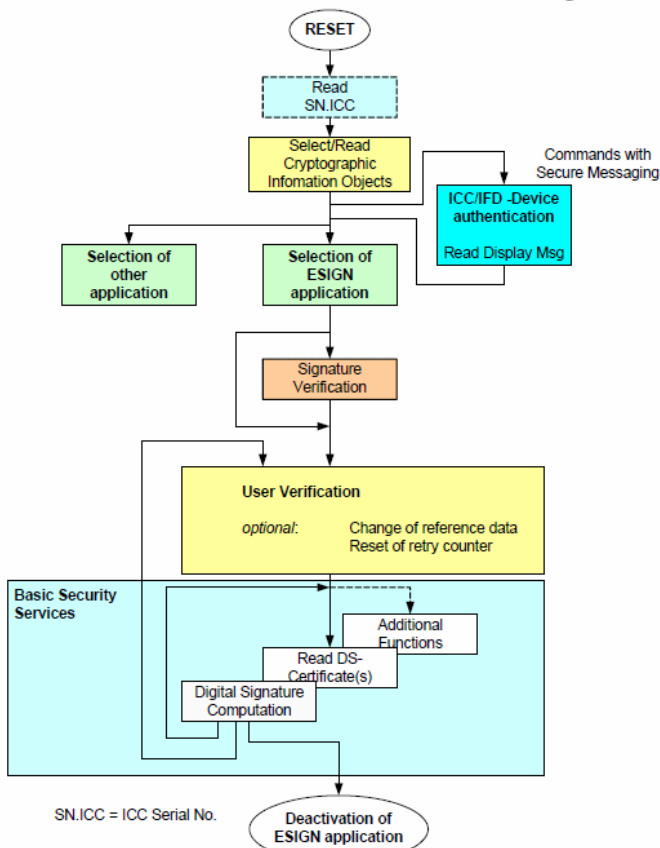 RESET
Read
SN.ICC
Select/Read
Cryptographic
Infomation Objects
Commands with
Secure Messaging
ICC/IFD -Device
authentication
Read Display Msg
Selection of
other
application
Selection of
ESIGN
application
Signature
Verification
User Verification
optional: Change of reference data
Reset of retry counter
Basic Security
Services
Additional
Functions
Read DS-
Certificate(s)
Digital Signature
Computation
SN.ICC = ICC Serial No.
Deactivation of
ESIGN application